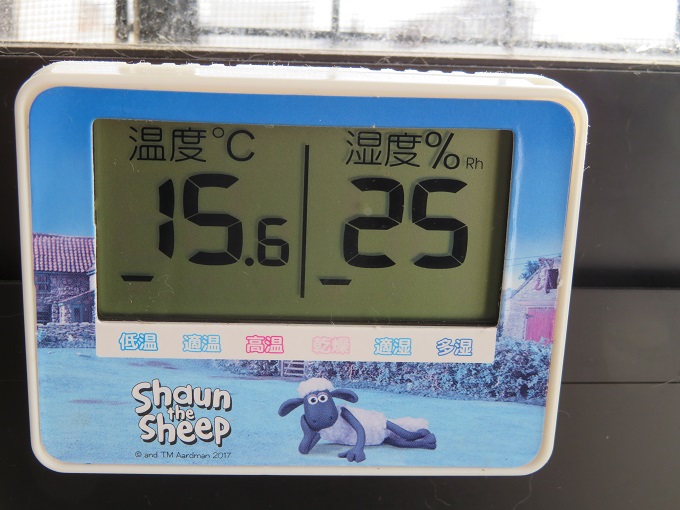 温度℃ 湿度% Rh
15.6 25
低温 適温 高温 乾燥 適湿 多湿
Shaun
the
Sheep
© and TM Aardman 2017